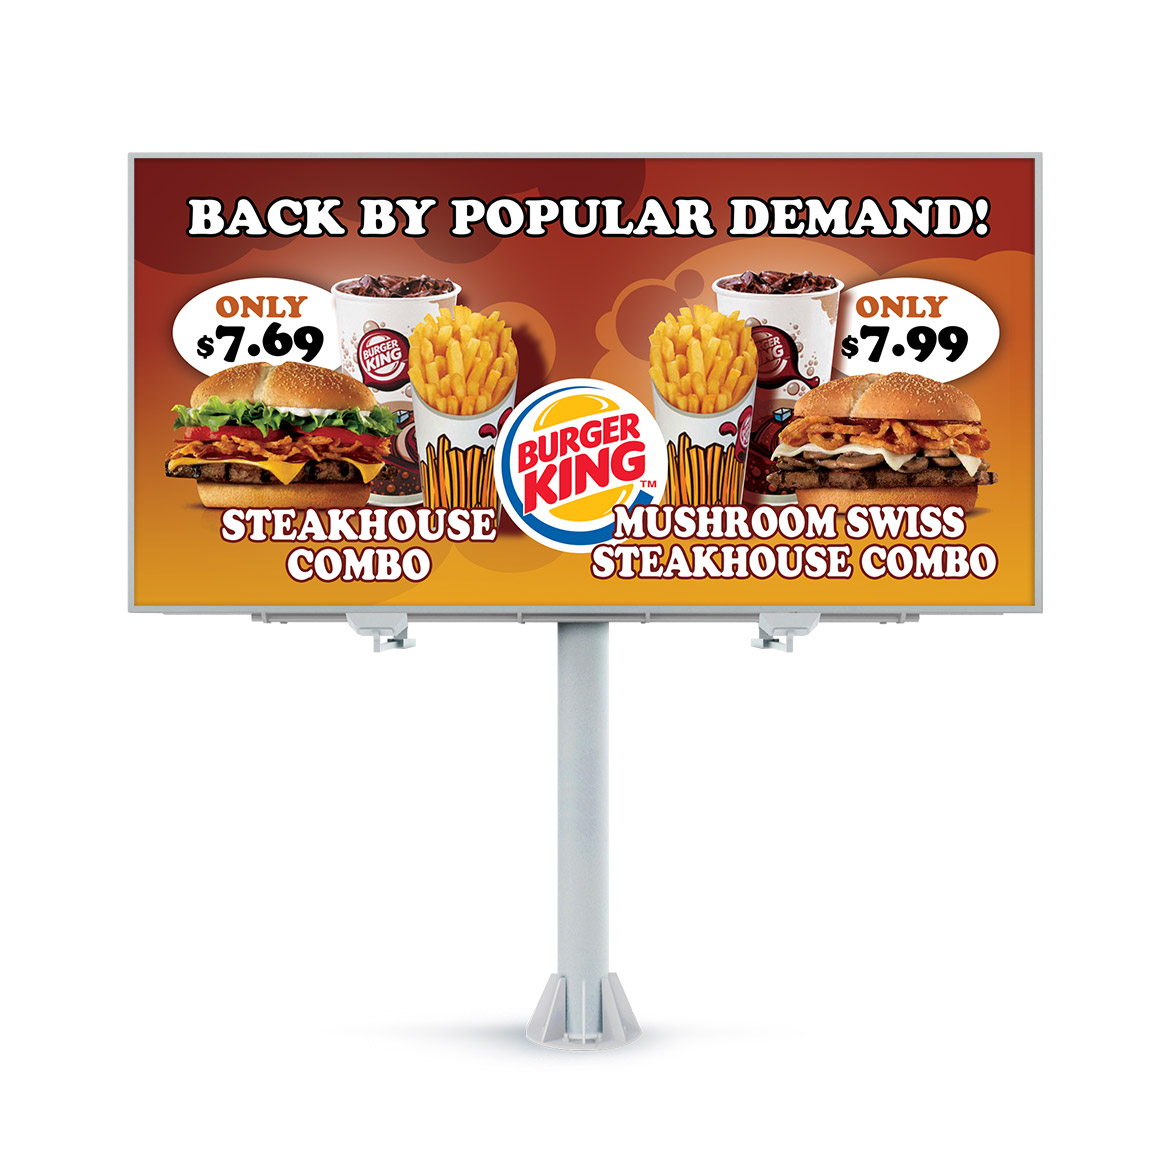 BACK BY POPULAR DEMAND!
ONLY
$7.69
BURGER
KING
STEAKHOUSE
COMBO
BURGER
KING
TM
ONLY
$7.99
MUSHROOM SWISS
STEAKHOUSE COMBO